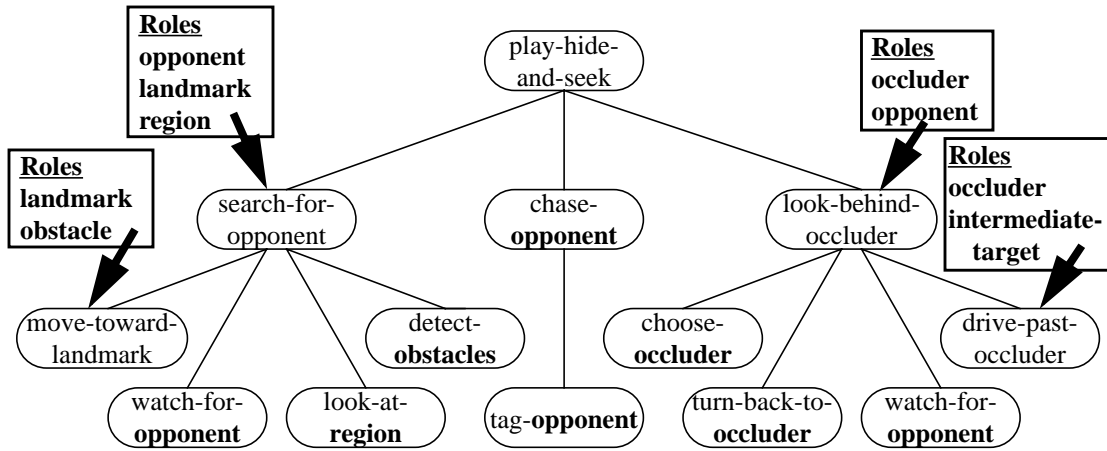 Roles
opponent
landmark
region
play-hide-
and-seek
Roles
occluder
opponent
Roles
landmark
obstacle
Roles
occluder
intermediate-
target
search-for-
opponent
chase-
opponent
look-behind-
occluder
move-toward-
landmark
detect-
obstacles
choose-
occluder
drive-past-
occluder
watch-for-
opponent
look-at-
region
tag-opponent
turn-back-to-
occluder
watch-for-
opponent